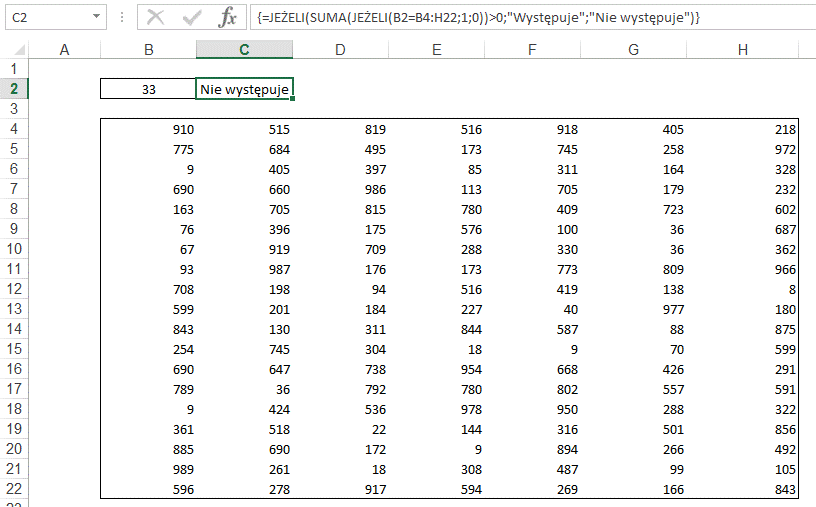 C2 fx {=JEŻELI(SUMA(JEŻELI(B2=B4:H22;1;0))>0;"Występuje";"Nie występuje")}
A B C D E F G H
1
2 33 Nie występuje
3
4 910 515 819 516 918 405 218
5 775 684 495 173 745 258 972
6 9 405 397 85 311 164 328
7 690 660 986 113 705 179 232
8 163 705 815 780 409 723 602
9 76 396 175 576 100 36 687
10 67 919 709 288 330 36 362
11 93 987 176 173 773 809 966
12 708 198 94 516 419 138 8
13 599 201 184 227 40 977 180
14 843 130 311 844 587 88 875
15 254 745 304 18 9 70 599
16 690 647 738 954 668 426 291
17 789 36 792 780 802 557 591
18 9 424 536 978 950 288 322
19 361 518 22 144 316 501 856
20 885 690 172 9 894 266 492
21 989 261 18 308 487 99 105
22 596 278 917 594 269 166 843